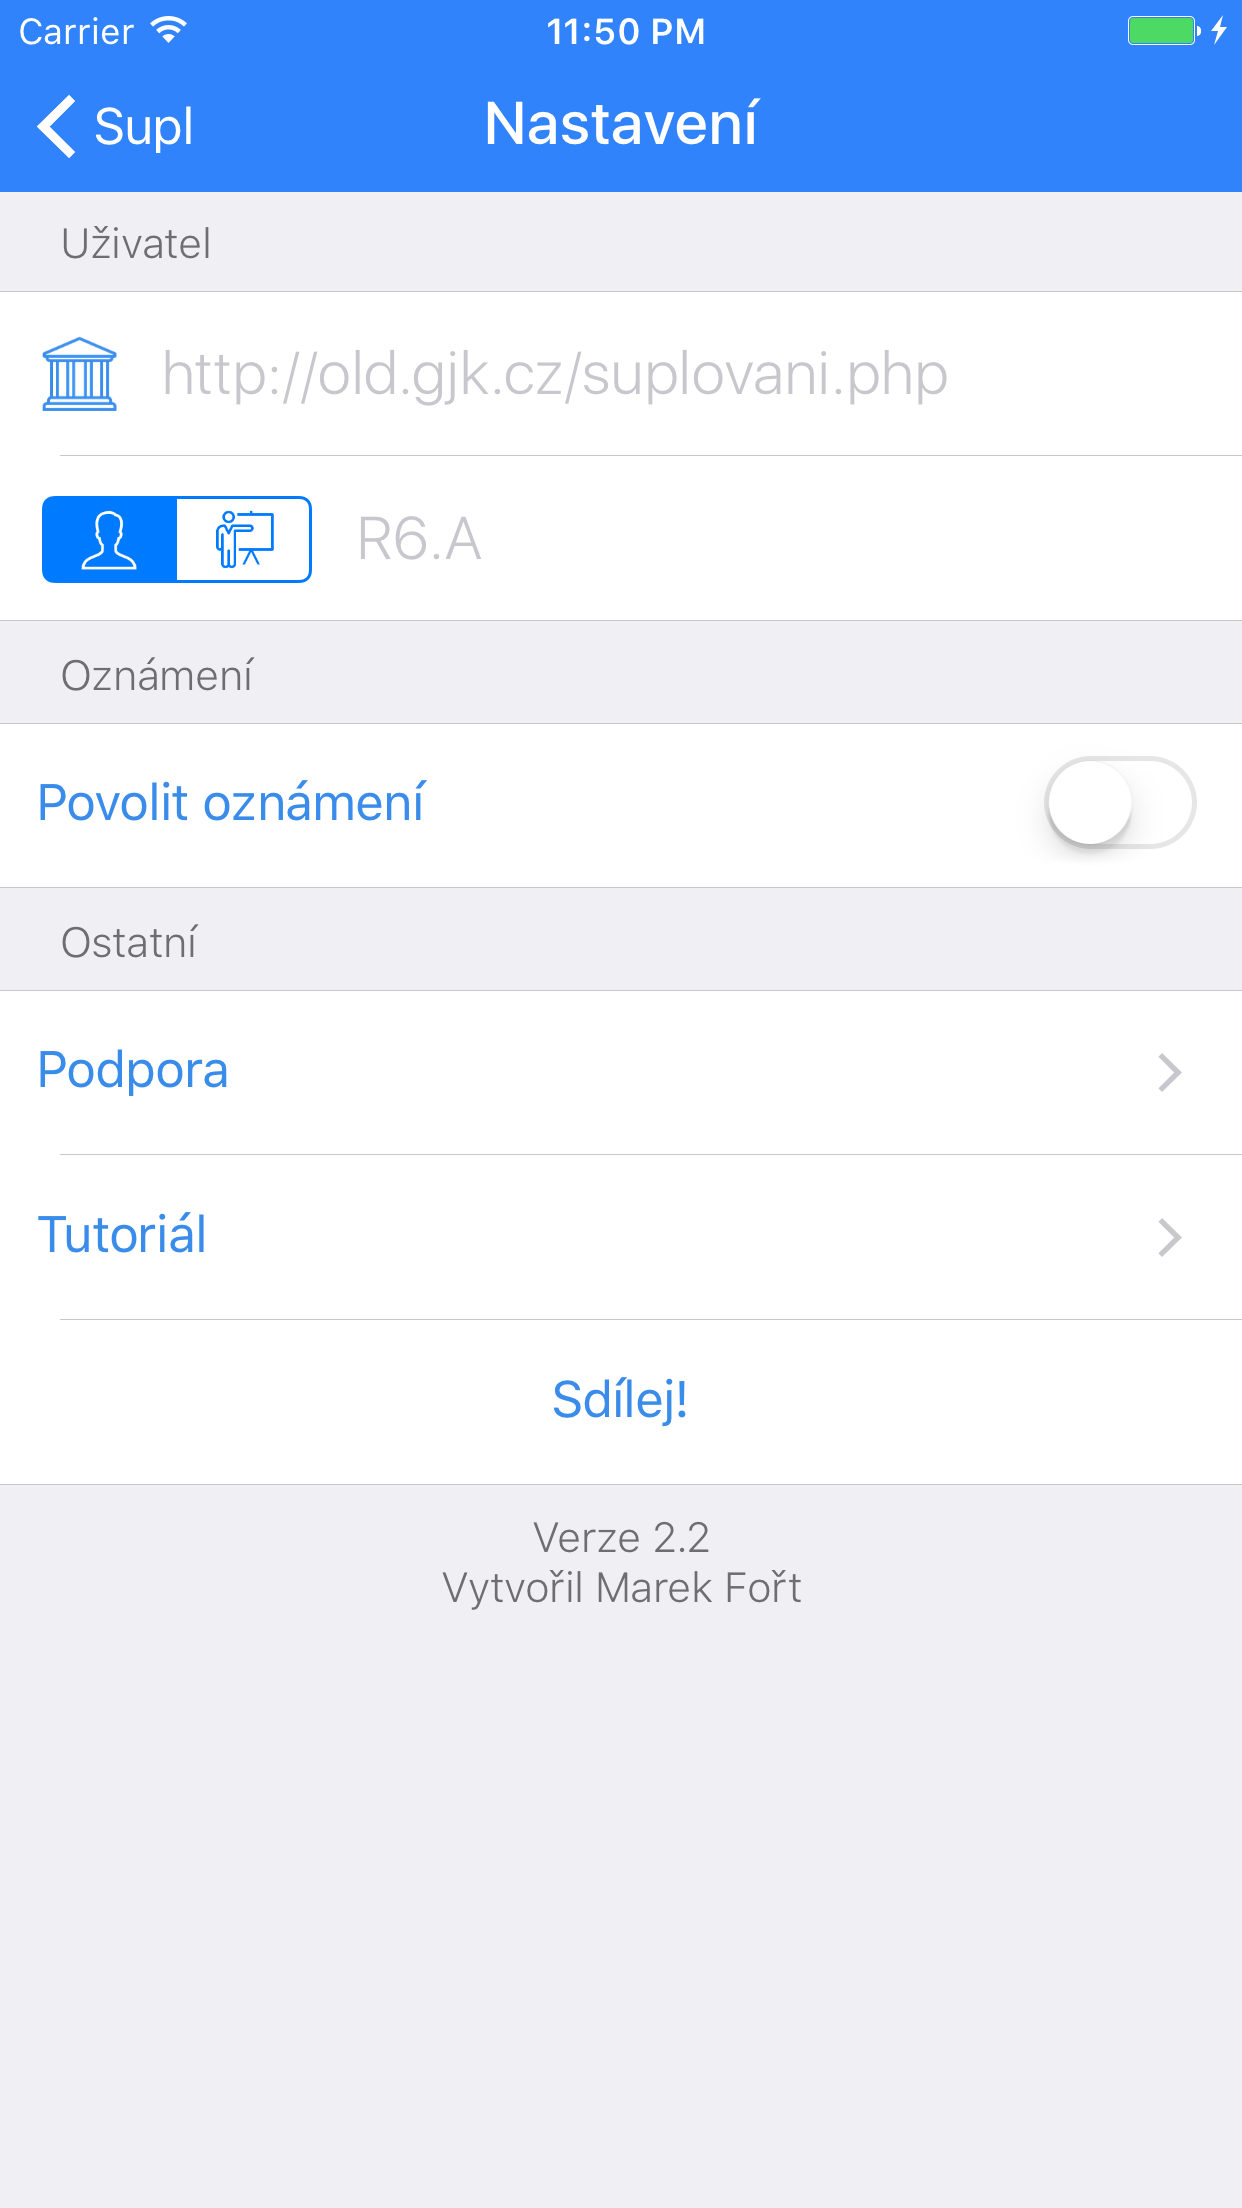 Carrier 11:50 PM
Supl Nastavení
Uživatel
http://old.gjk.cz/suplovani.php
R6.A
Oznámení
Povolit oznámení
Ostatní
Podpora
Tutoriál
Sdílej!
Verze 2.2
Vytvořil Marek Fořt